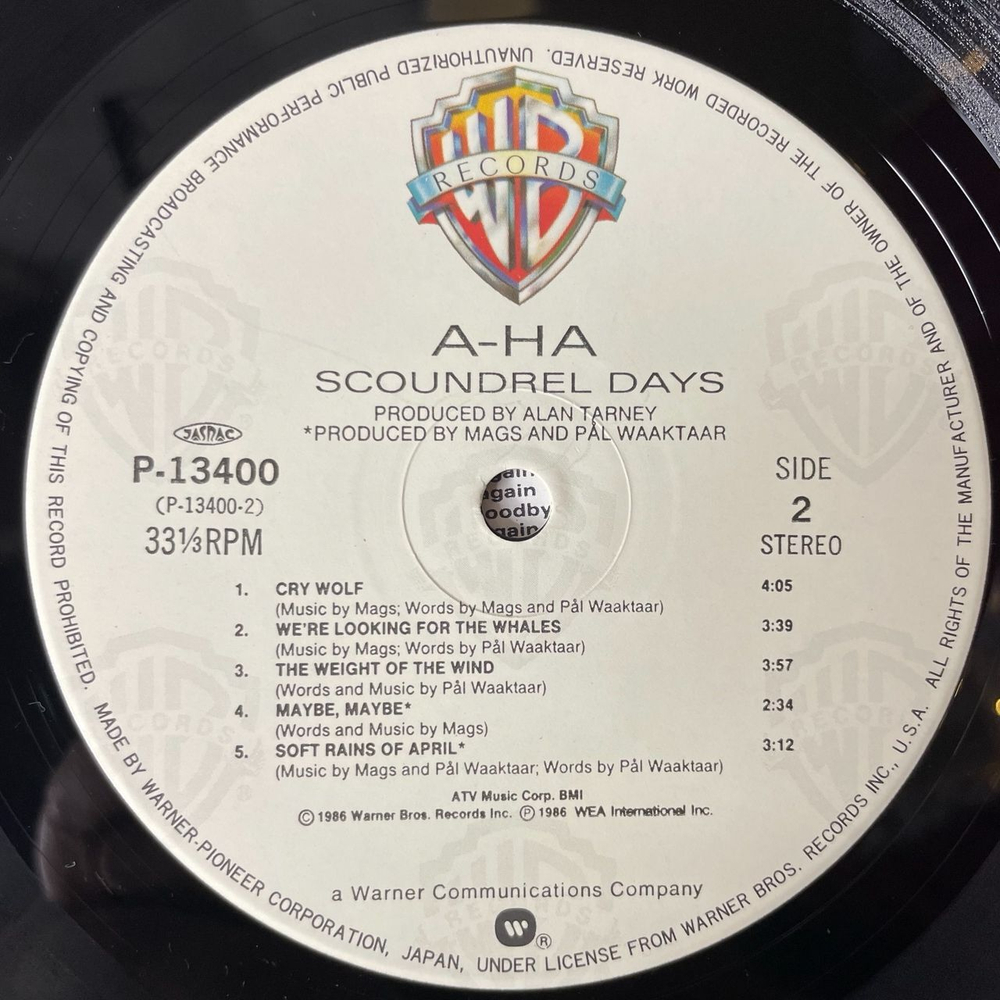 WB
RECORDS
A-HA
SCOUNDREL DAYS
PRODUCED BY ALAN TARNEY
*PRODUCED BY MAGS AND PÅL WAAKTAAR
JASRAC
P-13400
(P-13400-2)
33⅓RPM
SIDE
2
STEREO
gain
oodby
gain
1. CRY WOLF 4:05
(Music by Mags; Words by Mags and Pål Waaktaar)
2. WE'RE LOOKING FOR THE WHALES 3:39
(Music by Mags; Words by Pål Waaktaar)
3. THE WEIGHT OF THE WIND 3:57
(Words and Music by Pål Waaktaar)
4. MAYBE, MAYBE* 2:34
(Words and Music by Mags)
5. SOFT RAINS OF APRIL* 3:12
(Music by Mags and Pål Waaktaar; Words by Pål Waaktaar)
ATV Music Corp. BMI
Ⓒ1986 Warner Bros. Records Inc. Ⓟ1986 WEA International Inc.
a Warner Communications Company
W®
MADE BY WARNER-PIONEER CORPORATION, JAPAN, UNDER LICENSE FROM WARNER BROS. RECORDS INC., U.S.A. ALL RIGHTS OF THE MANUFACTURER AND OF THE OWNER OF THE RECORDED WORK RESERVED. UNAUTHORIZED PUBLIC PERFORMANCE BROADCASTING AND COPYING OF THIS RECORD PROHIBITED.